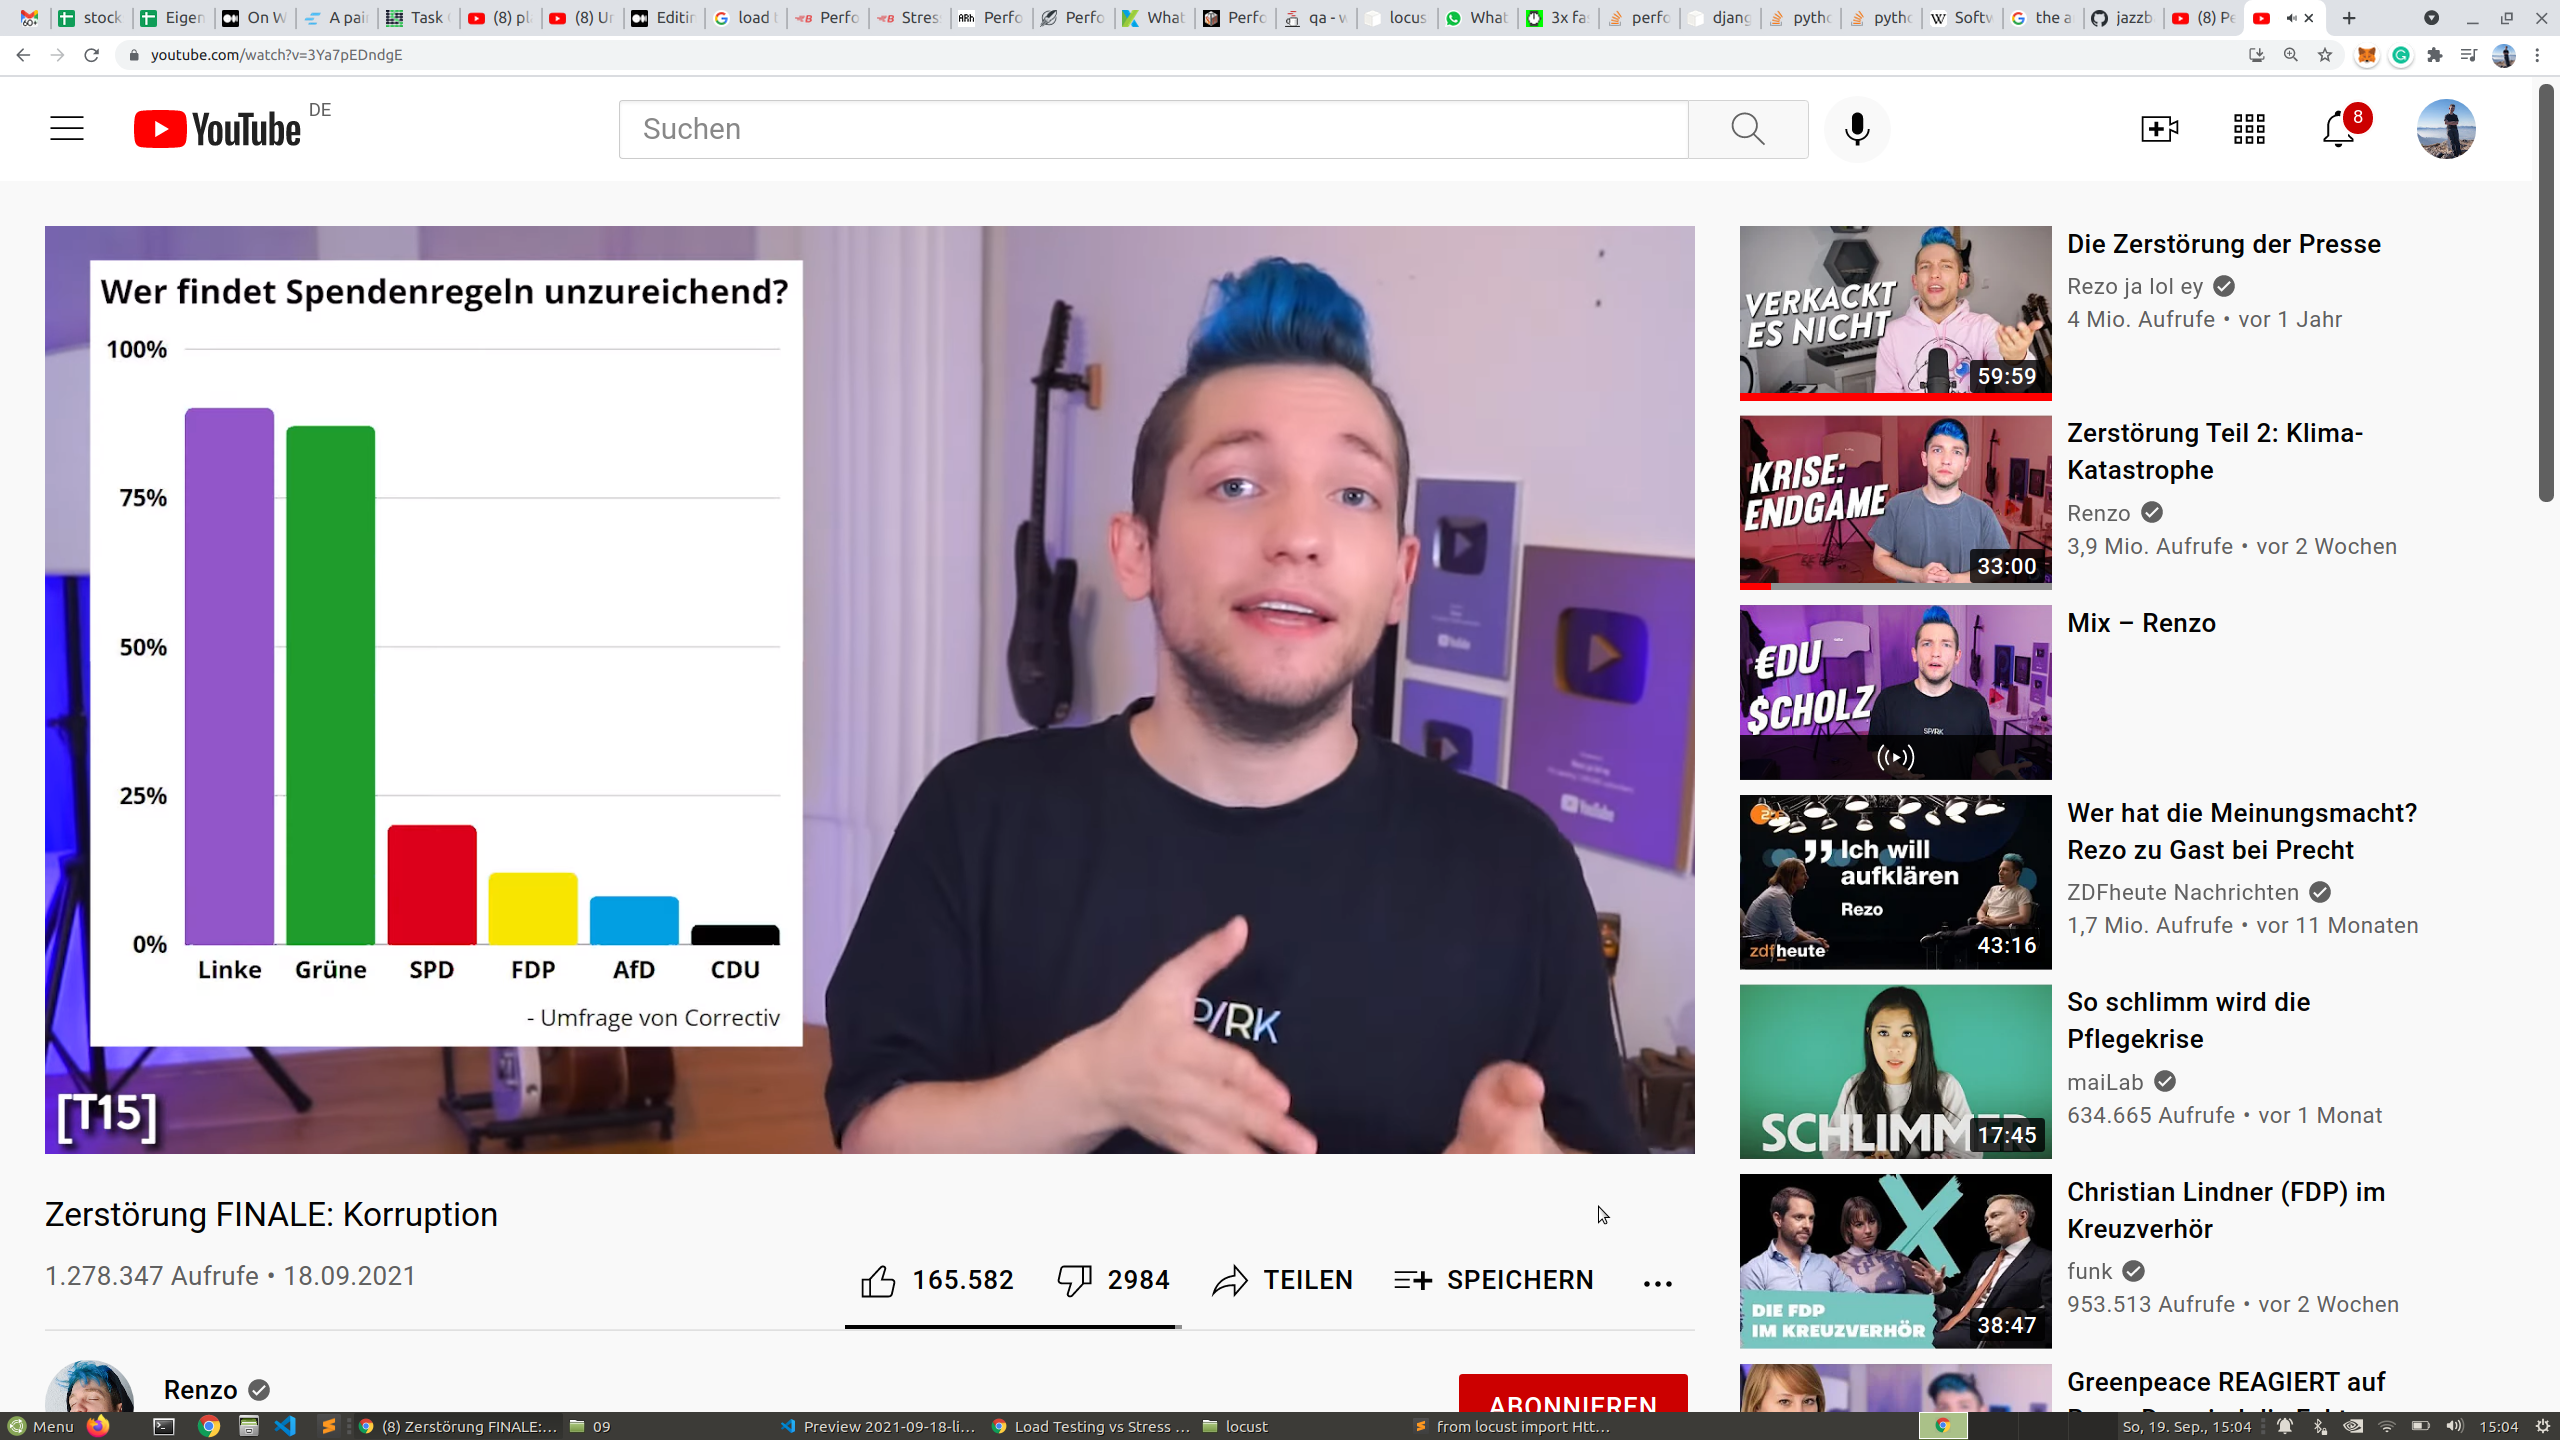 stock
Eigen
On W
A pai
Task
(8) pl
(8) Ur
Editin
load t
Perfo
Stres
Perfo
Perfo
What
Perfo
qa - v
locus
What
3x fa
perfo
djang
pytho
pytho
Softw
the a
jazzb
(8) Pe
youtube.com/watch?v=3Ya7pEDndgE
YouTube DE
Suchen
8
Wer findet Spendenregeln unzureichend?
100%
75%
50%
25%
0%
Linke Grüne SPD FDP AfD CDU
- Umfrage von Correctiv
[T15]
P/RK
Zerstörung FINALE: Korruption
1.278.347 Aufrufe • 18.09.2021
165.582 2984 TEILEN SPEICHERN
Renzo
ABONNIEREN
VERKACKT
ES NICHT
59:59
Die Zerstörung der Presse
Rezo ja lol ey
4 Mio. Aufrufe • vor 1 Jahr
KRISE:
ENDGAME
33:00
Zerstörung Teil 2: Klima-
Katastrophe
Renzo
3,9 Mio. Aufrufe • vor 2 Wochen
€DU
$CHOLZ
Mix – Renzo
Ich will
aufklären
Rezo
zdfheute
43:16
Wer hat die Meinungsmacht?
Rezo zu Gast bei Precht
ZDFheute Nachrichten
1,7 Mio. Aufrufe • vor 11 Monaten
SCHLIMMER
17:45
So schlimm wird die
Pflegekrise
maiLab
634.665 Aufrufe • vor 1 Monat
DIE FDP
IM KREUZVERHÖR
38:47
Christian Lindner (FDP) im
Kreuzverhör
funk
953.513 Aufrufe • vor 2 Wochen
Greenpeace REAGIERT auf
Menu
(8) Zerstörung FINALE:...
09
Preview 2021-09-18-li...
Load Testing vs Stress ...
locust
from locust import Htt...
So, 19. Sep., 15:04
15:04